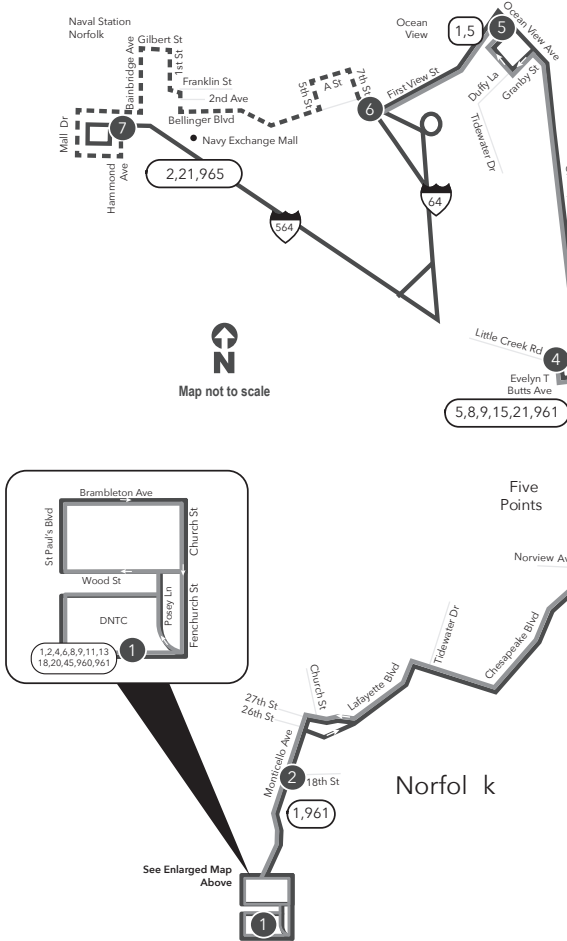 Naval Station
Norfolk
Bainbridge Ave
Gilbert St
1st St
Franklin St
2nd Ave
Bellinger Blvd
5th St
A St
7th St
First View St
Ocean
View
1,5
5
Ocean View Ave
Granby St
Duffy La
Tidewater Dr
6
7
Mall Dr
Navy Exchange Mall
Hammond
Ave
2,21,965
564
64
N
Map not to scale
Little Creek Rd
4
Evelyn T
Butts Ave
5,8,9,15,21,961
Brambleton Ave
St Paul's Blvd
Church St
Wood St
Posey Ln
Fenchurch St
DNTC
1
1,2,4,6,8,9,11,13
18,20,45,960,961
Five
Points
Norview Av
Tidewater Dr
Chesapeake Blvd
Lafayette Blvd
Church St
27th St
26th St
Monticello Ave
2
18th St
1,961
Norfol k
See Enlarged Map
Above
1